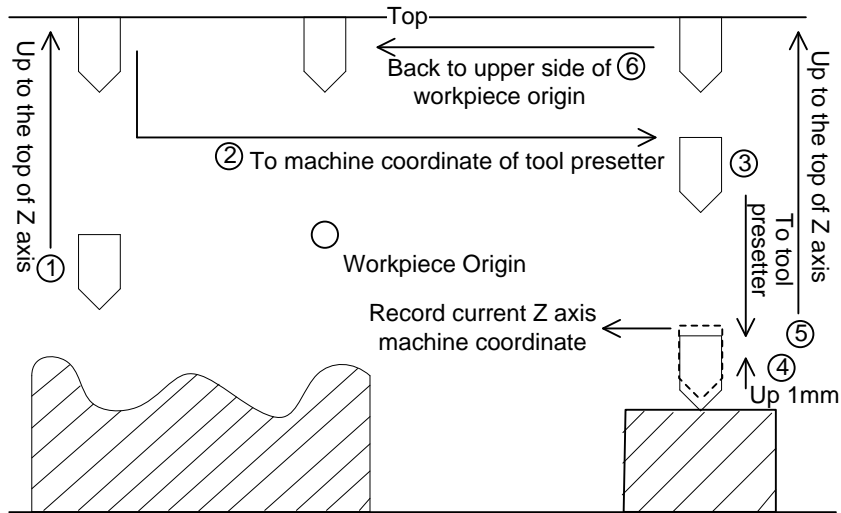 Top
Up to the top of Z axis
①
Back to upper side of ⑥
workpiece origin
② To machine coordinate of tool presetter
③
Workpiece Origin
To tool
presetter
Up to the top of Z axis
Record current Z axis
machine coordinate
⑤
④
Up 1mm